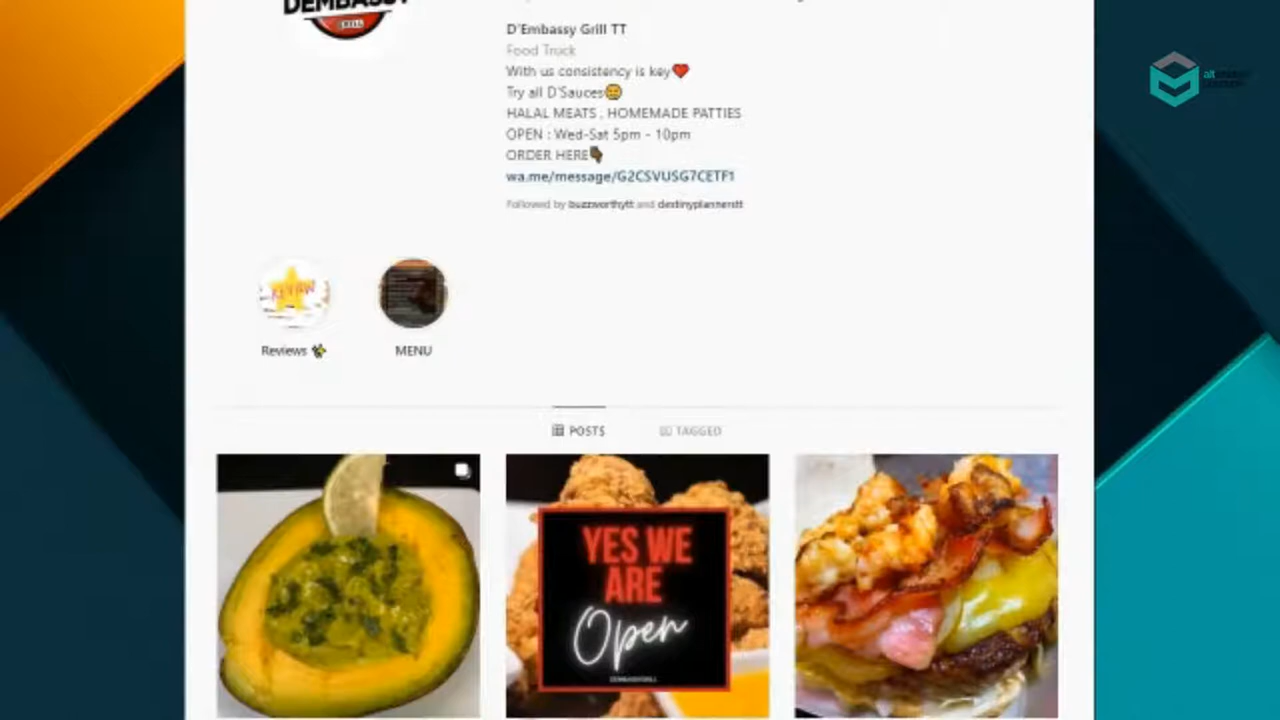 DEMBASSY
GRILL
D'Embassy Grill TT
Food Truck
With us consistency is key❤️
Try all D'Sauces😊
HALAL MEATS , HOMEMADE PATTIES
OPEN : Wed-Sat 5pm - 10pm
ORDER HERE👇🏿
wa.me/message/G2CSVUSG7CETF1
Followed by buzzworthytt and destinyplannerstt
REVIEW
Reviews
MENU
POSTS
TAGGED
YES WE
ARE
Open